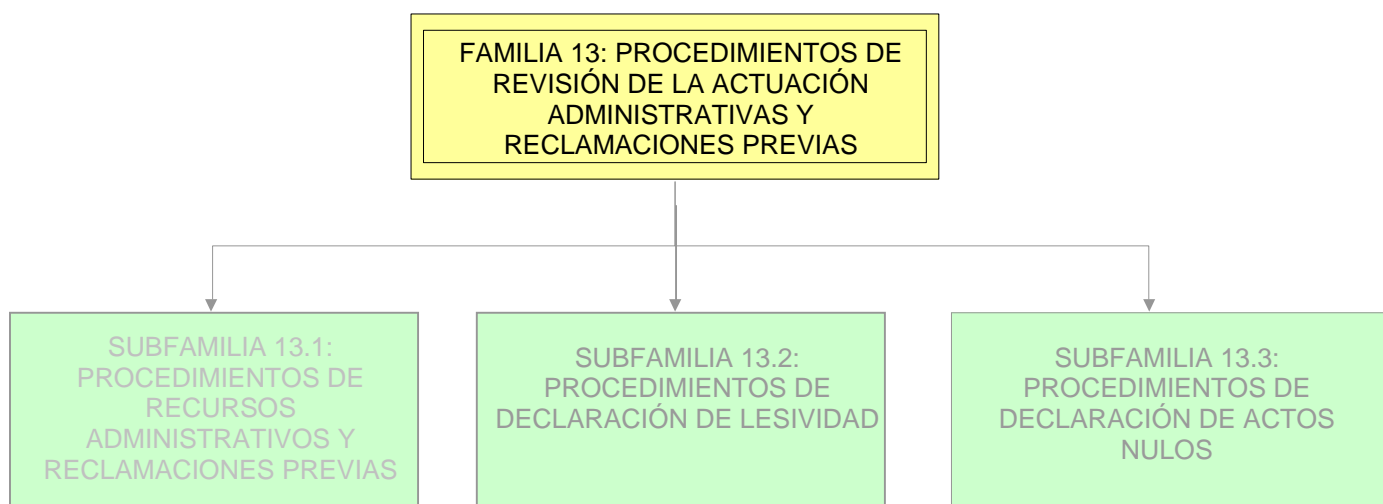 FAMILIA 13: PROCEDIMIENTOS DE
REVISIÓN DE LA ACTUACIÓN
ADMINISTRATIVAS Y
RECLAMACIONES PREVIAS
SUBFAMILIA 13.1:
PROCEDIMIENTOS DE
RECURSOS
ADMINISTRATIVOS Y
RECLAMACIONES PREVIAS
SUBFAMILIA 13.2:
PROCEDIMIENTOS DE
DECLARACIÓN DE LESIVIDAD
SUBFAMILIA 13.3:
PROCEDIMIENTOS DE
DECLARACIÓN DE ACTOS
NULOS